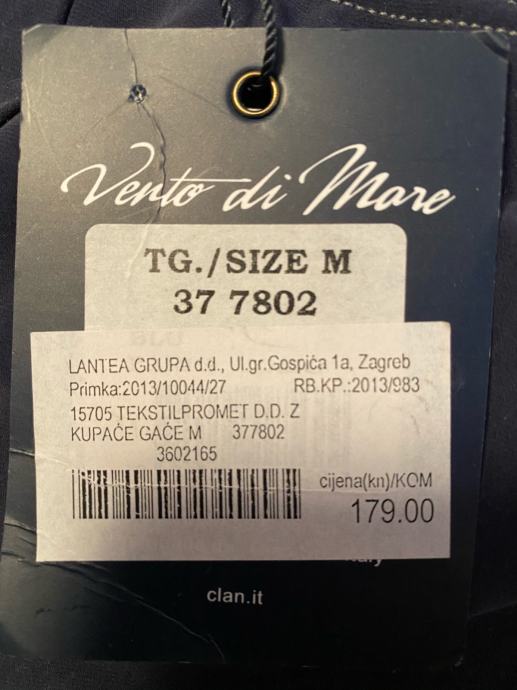 Vento di Mare
TG./SIZE M
37 7802
LANTEA GRUPA d.d., Ul.gr.Gospića 1a, Zagreb
Primka:2013/10044/27 RB.KP.:2013/983
15705 TEKSTILPROMET D.D. Z
KUPAĆE GAĆE M 377802
3602165
cijena(kn)/KOM
179.00
clan.it